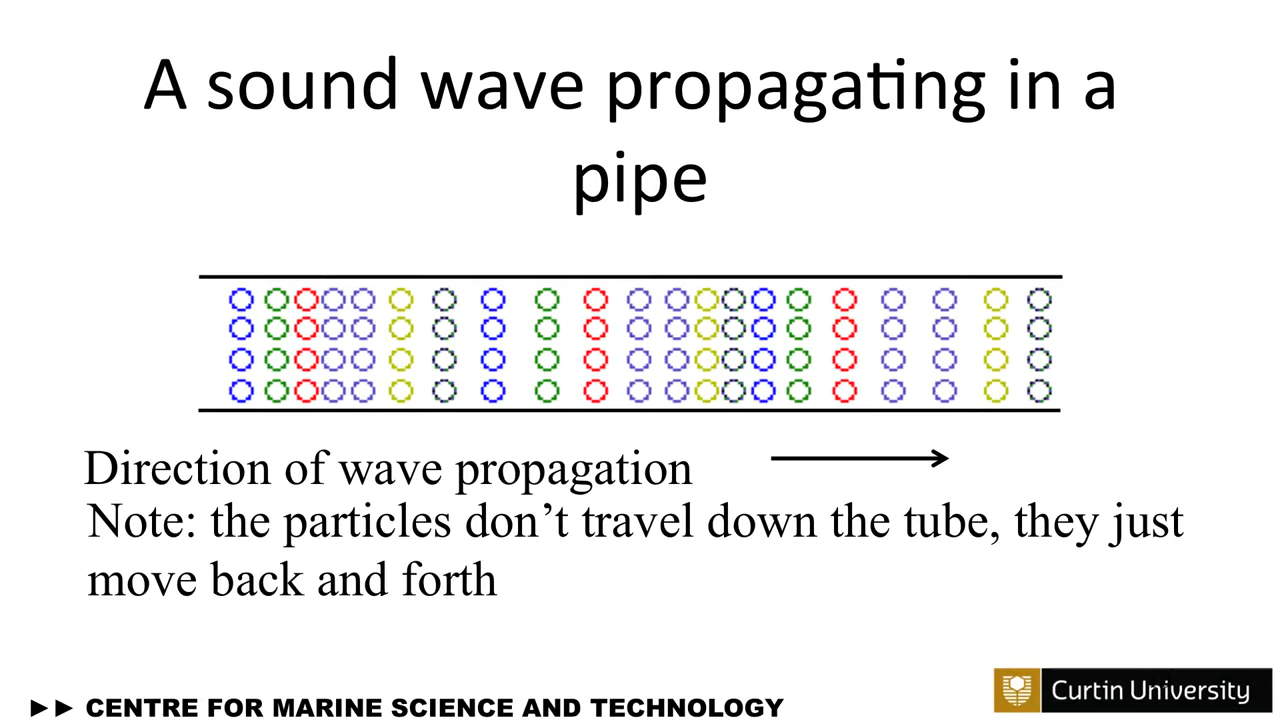 A sound wave propagating in a
pipe
Direction of wave propagation
Note: the particles don’t travel down the tube, they just
move back and forth
►► CENTRE FOR MARINE SCIENCE AND TECHNOLOGY
Curtin University